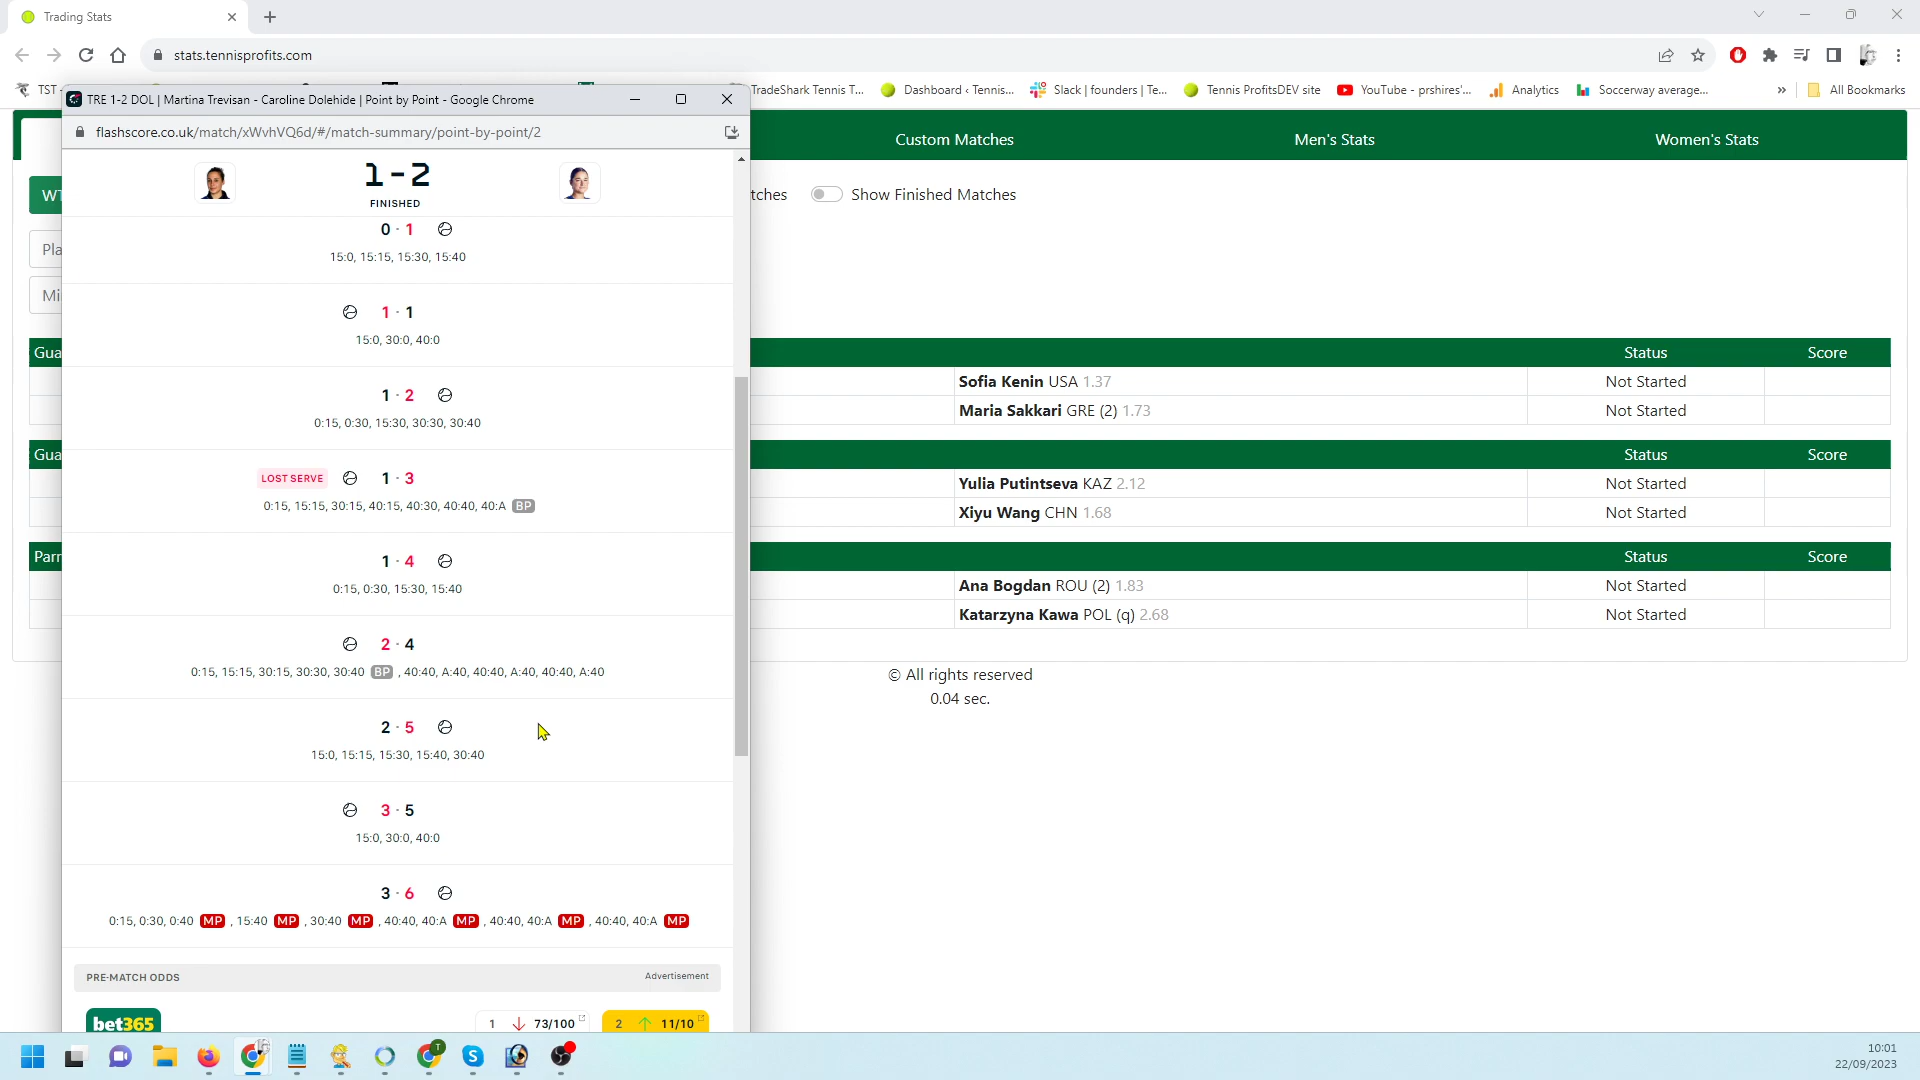 Trading Stats
stats.tennisprofits.com
TST
TradeShark Tennis T...
Dashboard ‹ Tennis...
Slack | founders | Te...
Tennis ProfitsDEV site
YouTube - prshires'...
Analytics
Soccerway average...
»
All Bookmarks
TRE 1-2 DOL | Martina Trevisan - Caroline Dolehide | Point by Point - Google Chrome
flashscore.co.uk/match/xWvhVQ6d/#/match-summary/point-by-point/2
Custom Matches
Men's Stats
Women's Stats
WT
tches
Show Finished Matches
Pla
Mi
1-2
FINISHED
0 - 1
15:0, 15:15, 15:30, 15:40
1 - 1
15:0, 30:0, 40:0
1 - 2
0:15, 0:30, 15:30, 30:30, 30:40
LOST SERVE 1 - 3
0:15, 15:15, 30:15, 40:15, 40:30, 40:40, 40:A BP
1 - 4
0:15, 0:30, 15:30, 15:40
2 - 4
0:15, 15:15, 30:15, 30:30, 30:40 BP , 40:40, A:40, 40:40, A:40, 40:40, A:40
2 - 5
15:0, 15:15, 15:30, 15:40, 30:40
3 - 5
15:0, 30:0, 40:0
3 - 6
0:15, 0:30, 0:40 MP , 15:40 MP , 30:40 MP , 40:40, 40:A MP , 40:40, 40:A MP , 40:40, 40:A MP
PRE-MATCH ODDS
Advertisement
bet365
1 73/100
2 11/10
Gua
Status
Score
Sofia Kenin USA 1.37
Not Started
Maria Sakkari GRE (2) 1.73
Not Started
Gua
Status
Score
Yulia Putintseva KAZ 2.12
Not Started
Xiyu Wang CHN 1.68
Not Started
Parr
Status
Score
Ana Bogdan ROU (2) 1.83
Not Started
Katarzyna Kawa POL (q) 2.68
Not Started
© All rights reserved
0.04 sec.
T
S
10:01
22/09/2023